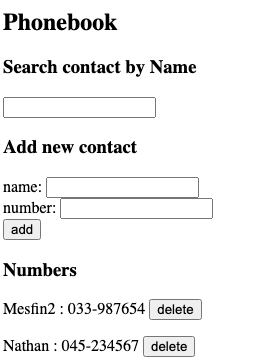 Phonebook
Search contact by Name
Add new contact
name:
number:
add
Numbers
Mesfin2 : 033-987654 delete
Nathan : 045-234567 delete